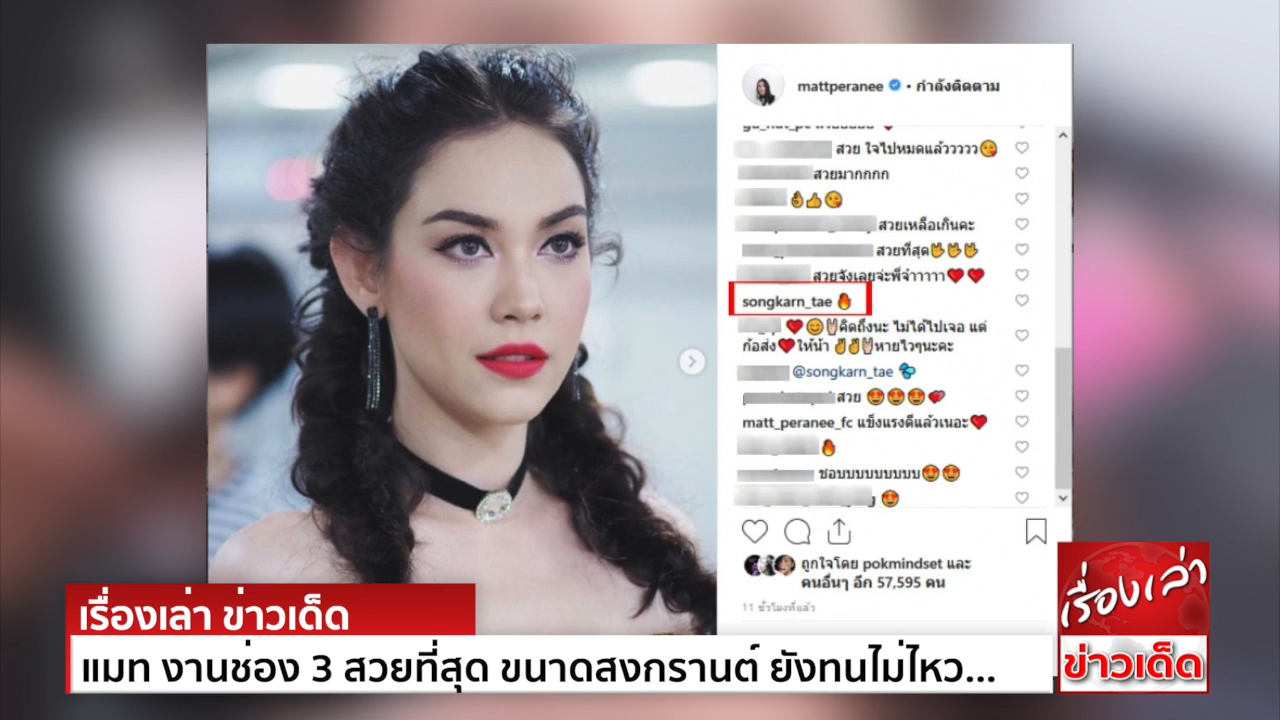 mattperanee • กำลังติดตาม
สวย ใจไปหมดแล้ววววว😘
สวยมากกกก
👌👍😘
สวยเหลือเกินคะ
สวยที่สุด🤟🤟🤟
สวยจังเลยจ่ะพี่จ๋าาาาา❤❤
songkarn_tae 🔥
❤😊🤘คิดถึงนะ ไม่ได้ไปเจอ แต่
ก้อส่ง❤ให้น้า ✌✌🤘หายไวๆนะคะ
@songkarn_tae 💦
สวย 😍😍😍💕
matt_peranee_fc แข็งแรงดีแล้วเนอะ❤
🔥
ชอบบบบบบบบบ😍😍
😍
ถูกใจโดย pokmindset และ
คนอื่นๆ อีก 57,595 คน
11 ชั่วโมงที่แล้ว
เรื่องเล่า ข่าวเด็ด
แมท งานช่อง 3 สวยที่สุด ขนาดสงกรานต์ ยังทนไม่ไหว...
เรื่องเล่า
ข่าวเด็ด